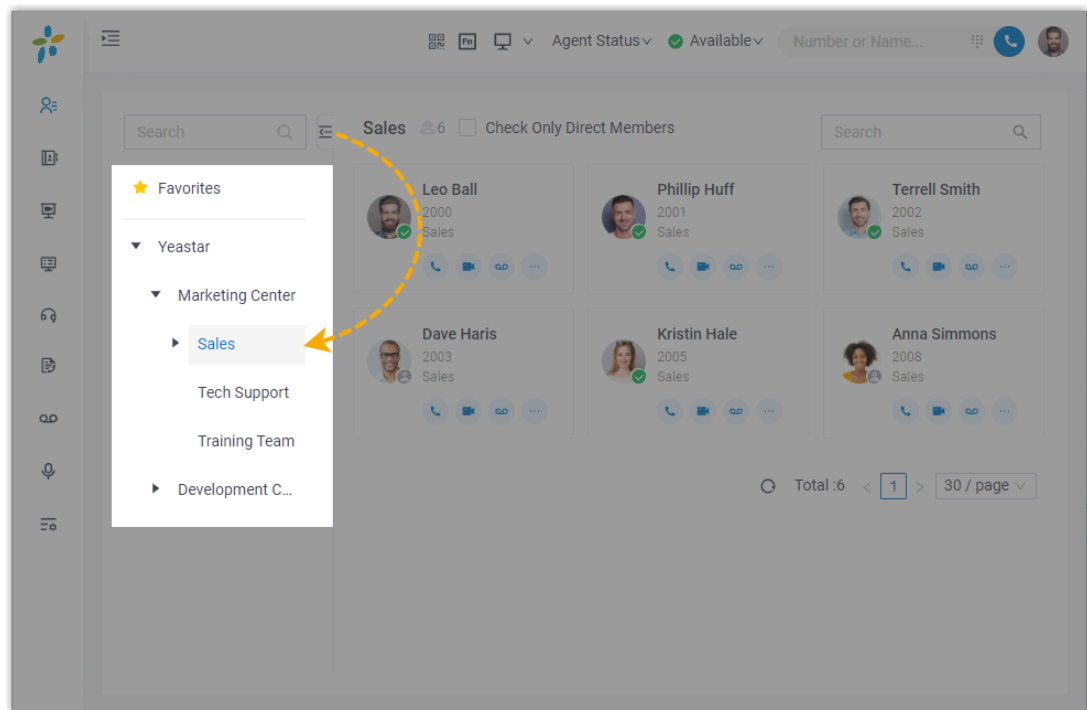 Fn Agent Status Available Number or Name...
Search
Sales 6 Check Only Direct Members Search
Favorites
Yeastar
Marketing Center
Sales
Tech Support
Training Team
Development C...
Leo Ball
2000
Sales
Phillip Huff
2001
Sales
Terrell Smith
2002
Sales
Dave Haris
2003
Sales
Kristin Hale
2005
Sales
Anna Simmons
2008
Sales
Total :6 < 1 > 30 / page